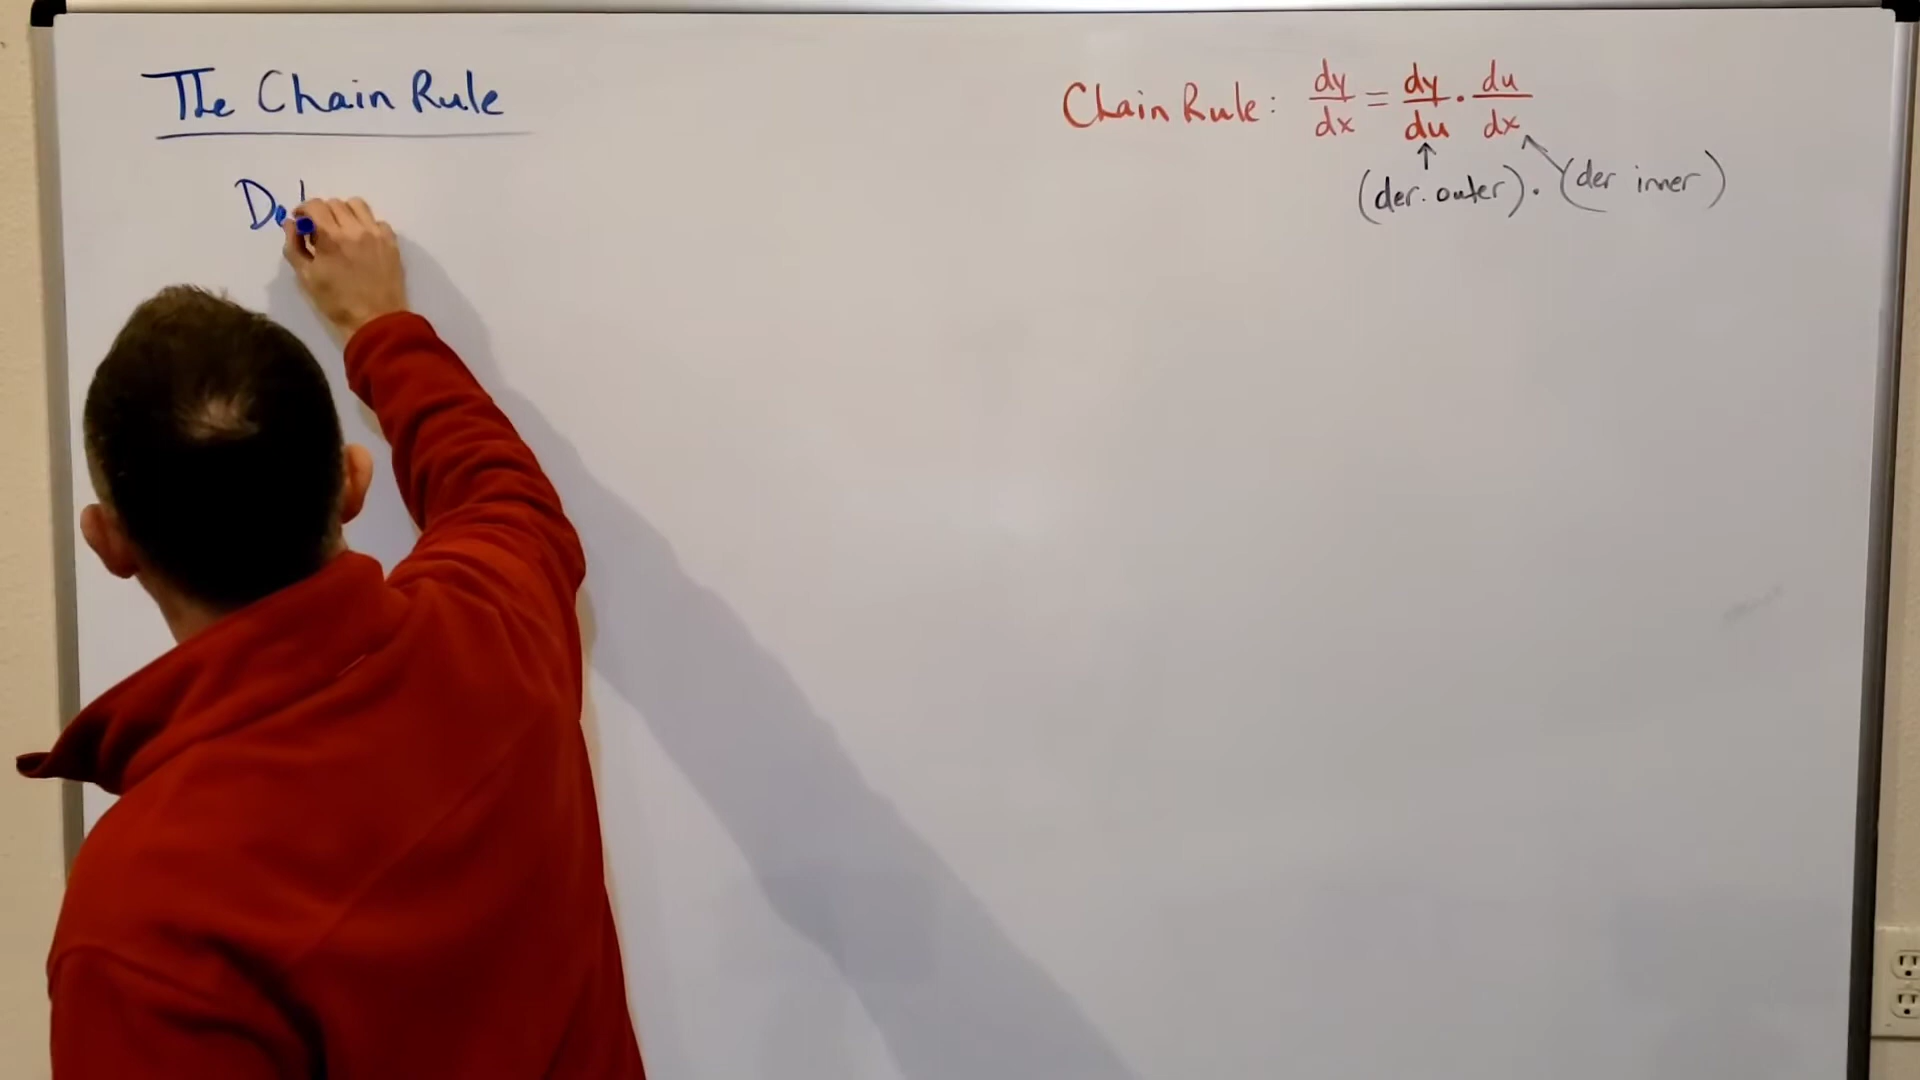 The Chain Rule
Chain Rule: dy/dx = dy/du · du/dx
(der. outer) · (der inner)